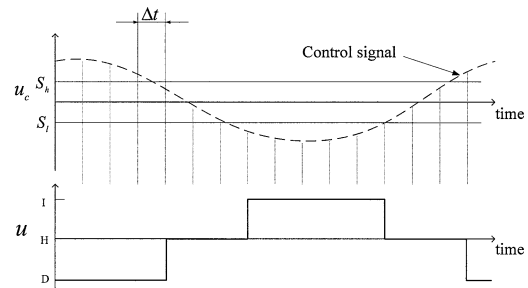 Δt
Control signal
u_c
S_h
S_l
time
I
u
H
D
time